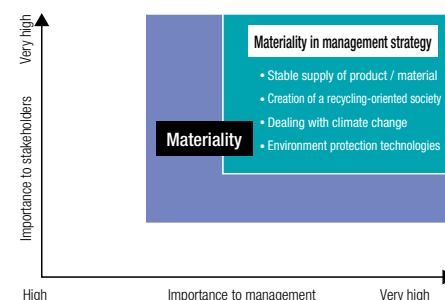 Very high
Importance to stakeholders
Materiality in management strategy
• Stable supply of product / material
• Creation of a recycling-oriented society
• Dealing with climate change
• Environment protection technologies
Materiality
High
Importance to management
Very high